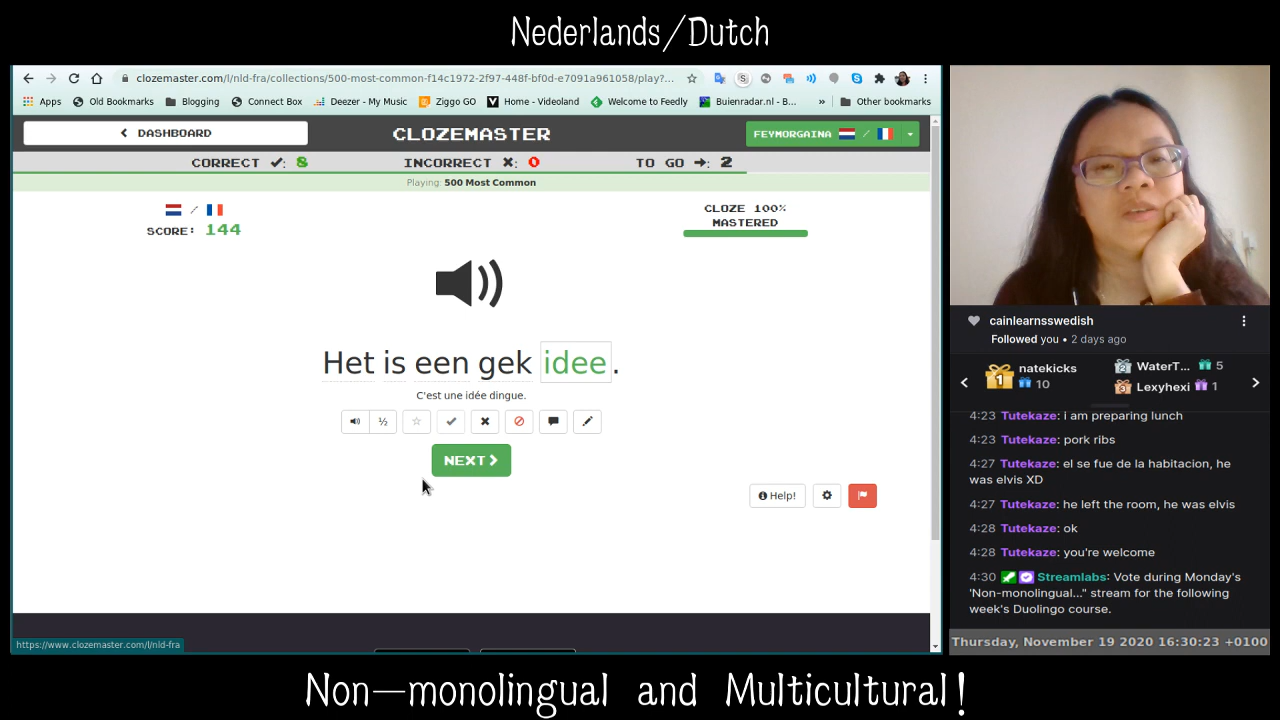 Nederlands/Dutch
clozemaster.com/l/nld-fra/collections/500-most-common-f14c1972-2f97-448f-bf0d-e7091a961058/play?...
Apps Old Bookmarks Blogging Connect Box Deezer - My Music Ziggo GO Home - Videoland Welcome to Feedly Buienradar.nl - B... » Other bookmarks
DASHBOARD
CLOZEMASTER
FEYMORGAINA /
CORRECT ✔: 8 INCORRECT ✖: 0 TO GO →: 2
Playing: 500 Most Common
/
SCORE: 144
CLOZE 100%
MASTERED
Het is een gek idee.
C'est une idée dingue.
½
NEXT
Help!
https://www.clozemaster.com/l/nld-fra
cainlearnsswedish
Followed you • 2 days ago
1 natekicks
10
2 WaterT... 5
3 Lexyhexi 1
4:23 Tutekaze: i am preparing lunch
4:23 Tutekaze: pork ribs
4:27 Tutekaze: el se fue de la habitacion, he
was elvis XD
4:27 Tutekaze: he left the room, he was elvis
4:28 Tutekaze: ok
4:28 Tutekaze: you're welcome
4:30 Streamlabs: Vote during Monday's
'Non-monolingual..." stream for the following
week's Duolingo course.
Thursday, November 19 2020 16:30:23 +0100
Non-monolingual and Multicultural!